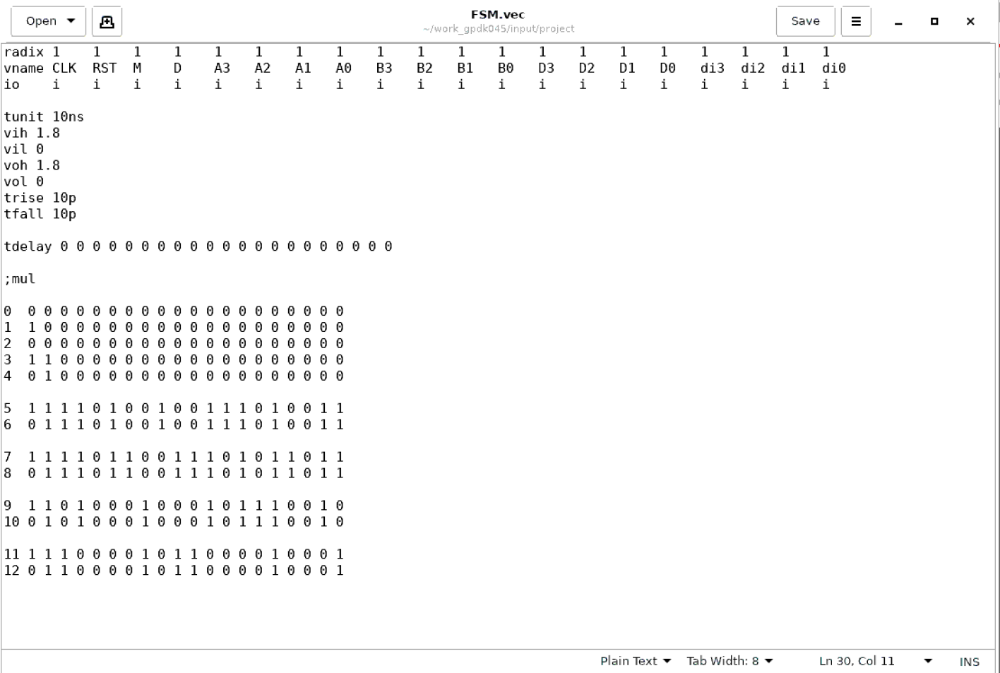 Open
FSM.vec
~/work_gpdk045/input/project
Save
radix 1 1 1 1 1 1 1 1 1 1 1 1 1 1 1 1 1 1 1 1
vname CLK RST M D A3 A2 A1 A0 B3 B2 B1 B0 D3 D2 D1 D0 di3 di2 di1 di0
io i i i i i i i i i i i i i i i i i i i i
tunit 10ns
vih 1.8
vil 0
voh 1.8
vol 0
trise 10p
tfall 10p
tdelay 0 0 0 0 0 0 0 0 0 0 0 0 0 0 0 0 0 0 0 0 0
;mul
0 0 0 0 0 0 0 0 0 0 0 0 0 0 0 0 0 0 0 0 0
1 1 0 0 0 0 0 0 0 0 0 0 0 0 0 0 0 0 0 0 0
2 0 0 0 0 0 0 0 0 0 0 0 0 0 0 0 0 0 0 0 0
3 1 1 0 0 0 0 0 0 0 0 0 0 0 0 0 0 0 0 0 0
4 0 1 0 0 0 0 0 0 0 0 0 0 0 0 0 0 0 0 0 0
5 1 1 1 1 0 1 0 0 1 0 0 1 1 1 0 1 0 0 1 1
6 0 1 1 1 0 1 0 0 1 0 0 1 1 1 0 1 0 0 1 1
7 1 1 1 1 0 1 1 0 0 1 1 1 0 1 0 1 1 0 1 1
8 0 1 1 1 0 1 1 0 0 1 1 1 0 1 0 1 1 0 1 1
9 1 1 0 1 0 0 0 1 0 0 0 1 0 1 1 1 0 0 1 0
10 0 1 0 1 0 0 0 1 0 0 0 1 0 1 1 1 0 0 1 0
11 1 1 1 0 0 0 0 1 0 1 1 0 0 0 0 1 0 0 0 1
12 0 1 1 0 0 0 0 1 0 1 1 0 0 0 0 1 0 0 0 1
Plain Text Tab Width: 8 Ln 30, Col 11 INS